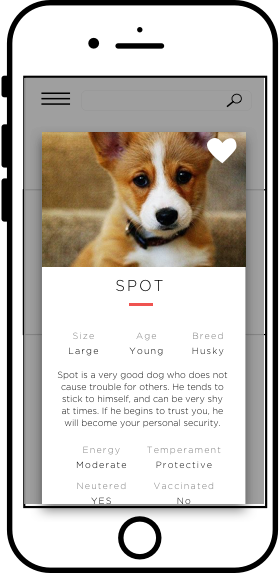 SPOT
Size Age Breed
Large Young Husky
Spot is a very good dog who does not
cause trouble for others. He tends to
stick to himself, and can be very shy
at times. If he begins to trust you, he
will become your personal security.
Energy Temperament
Moderate Protective
Neutered Vaccinated
YES No